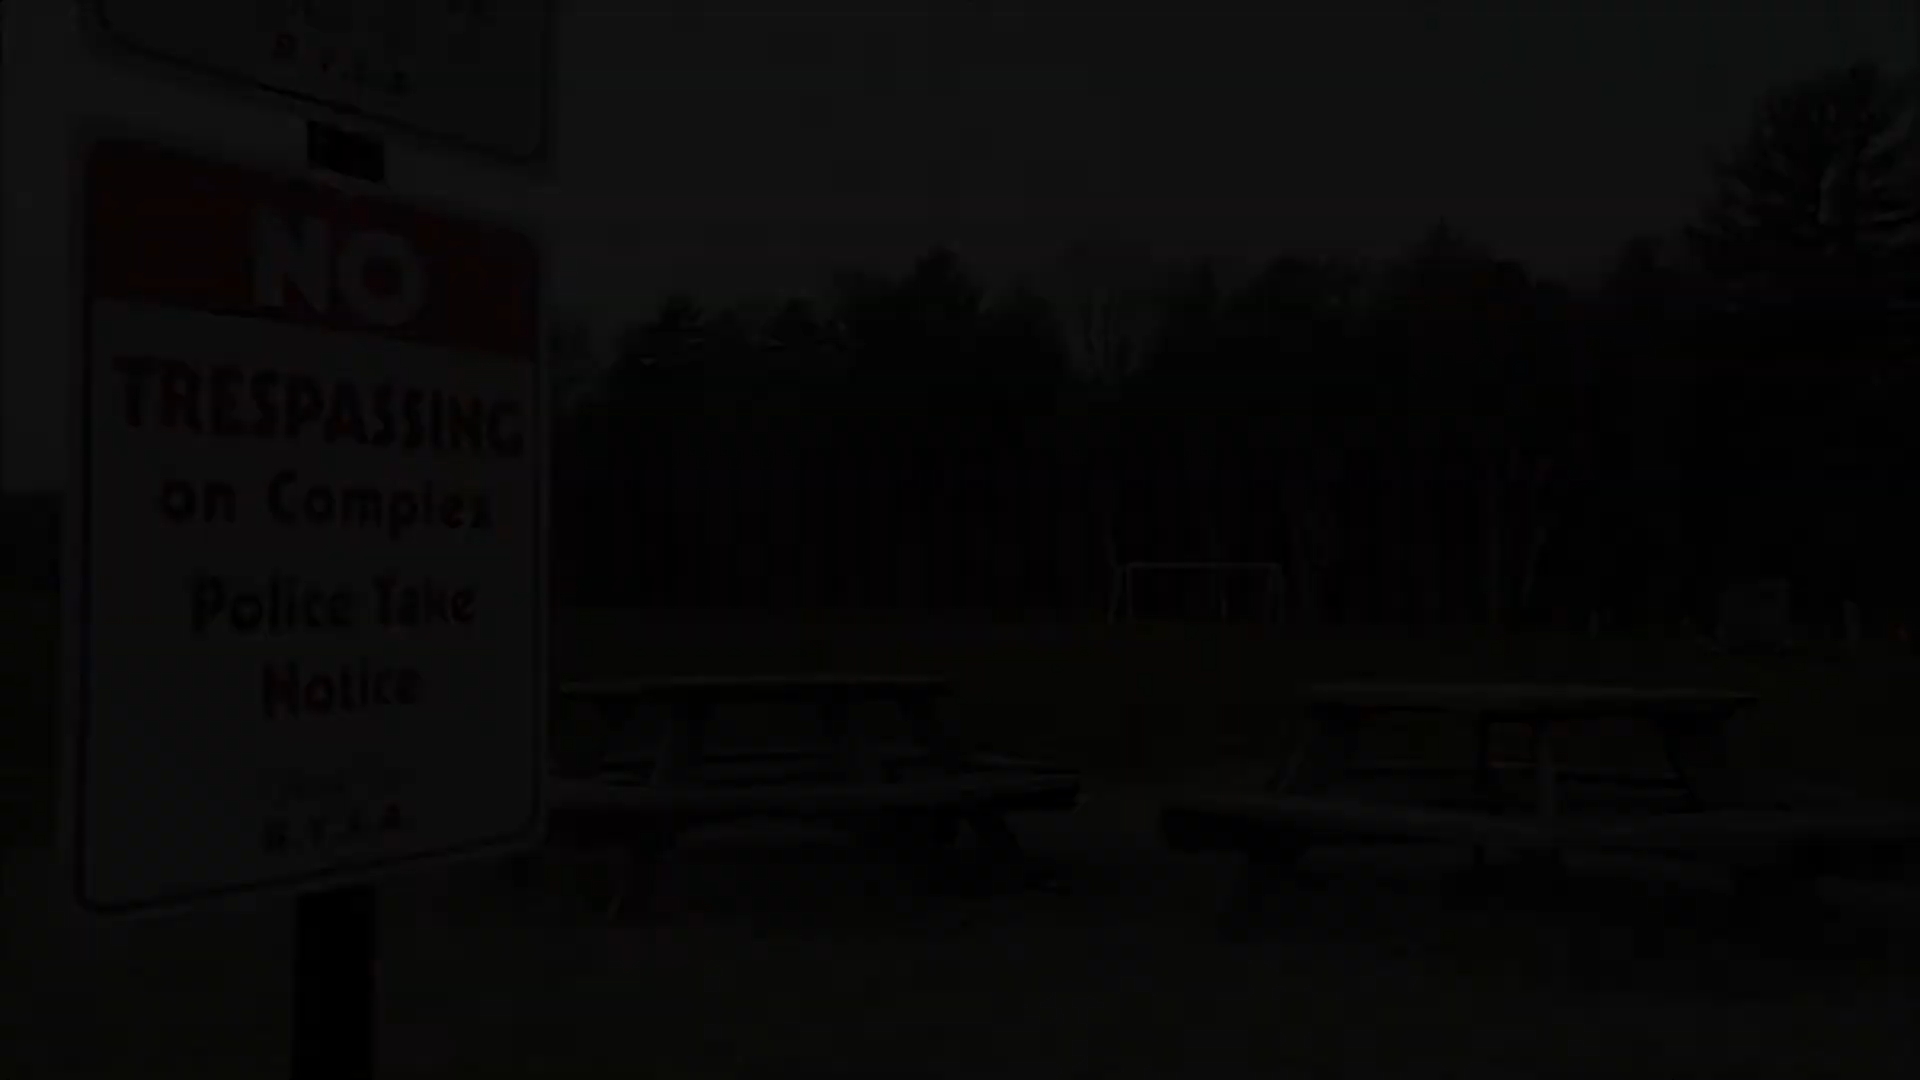 NO
TRESPASSING
on Complex
Police Take
Notice